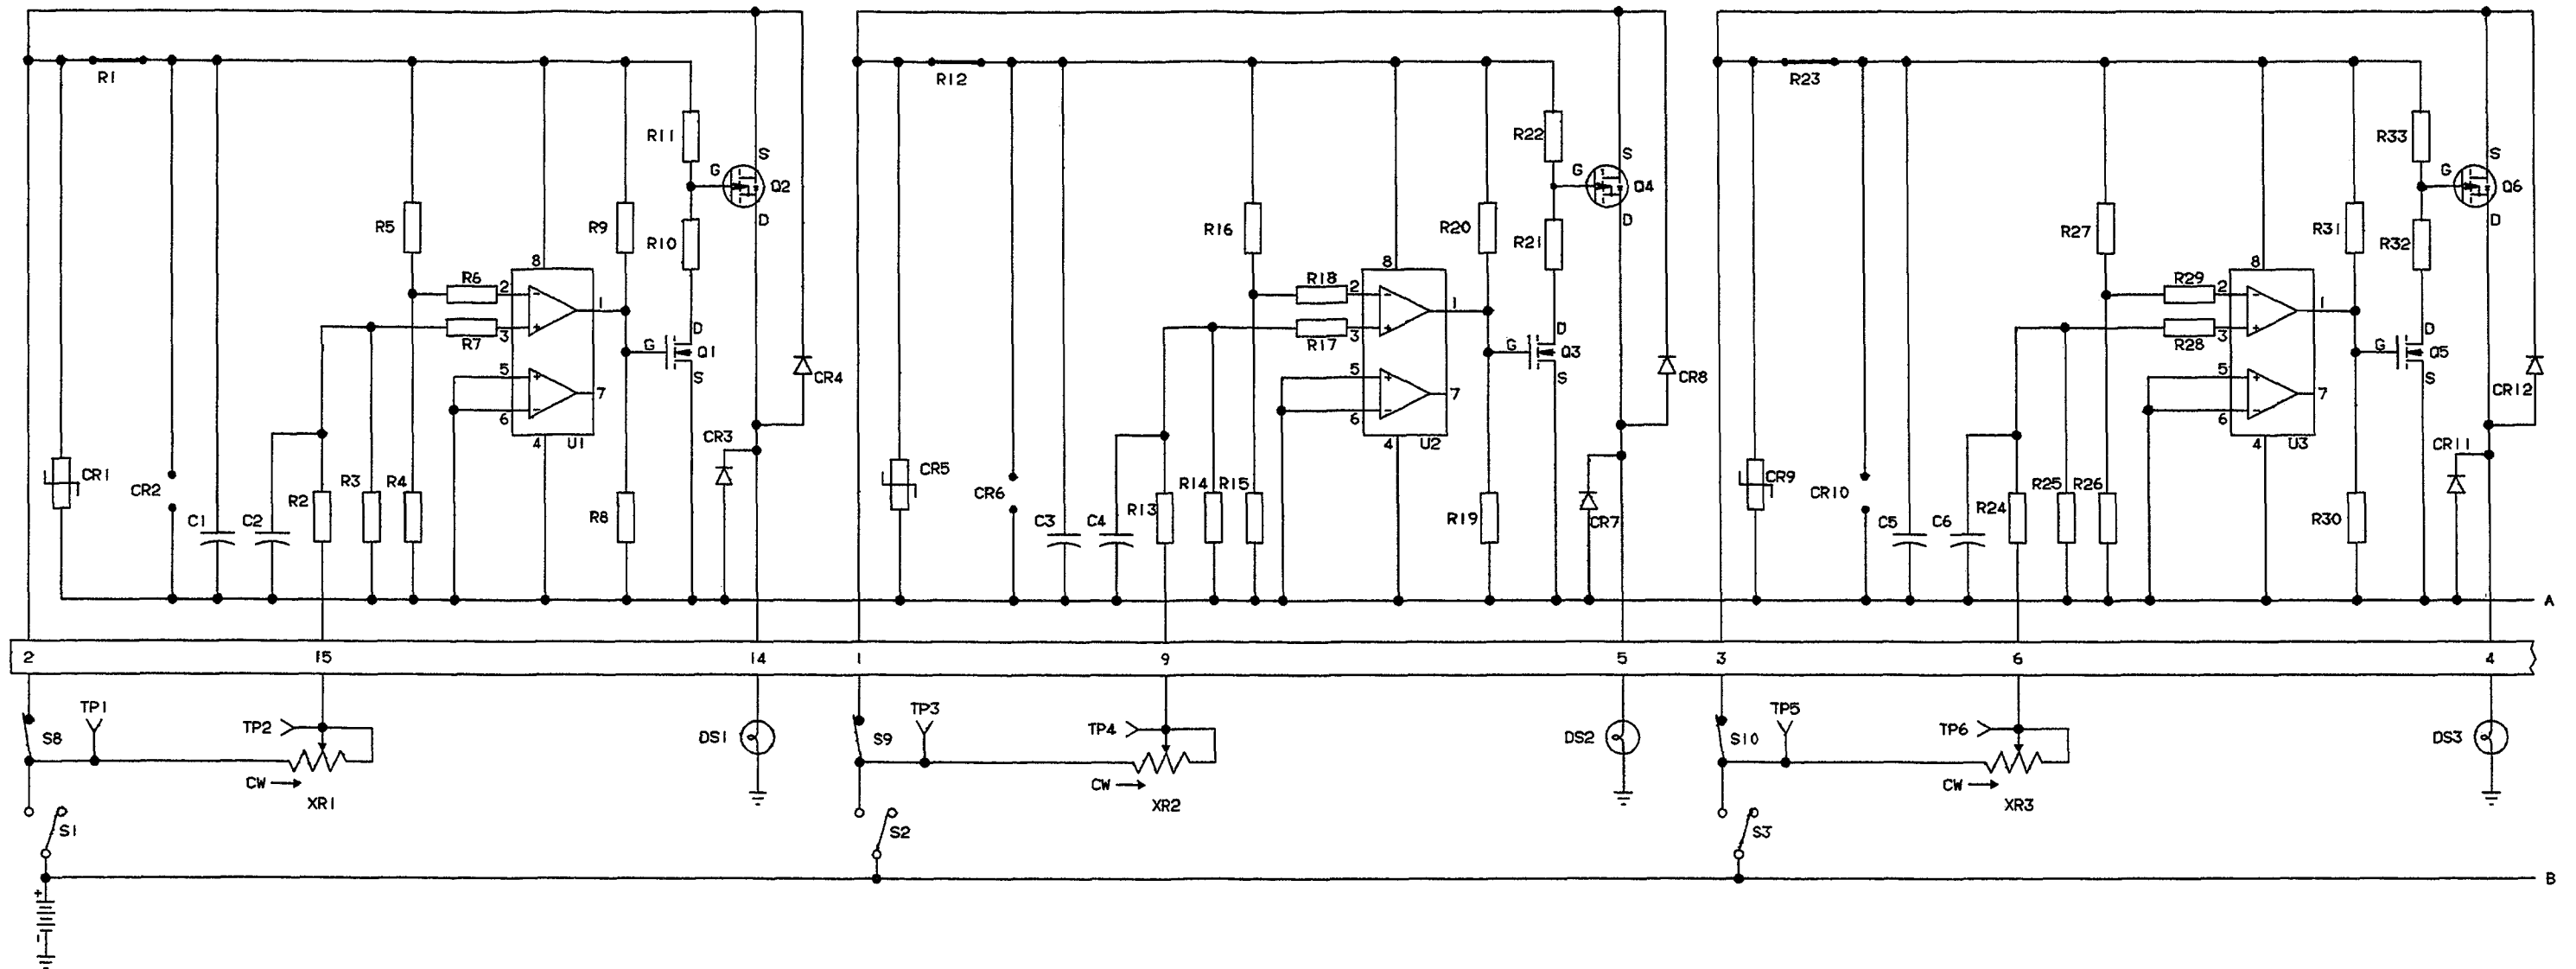 R1 R12 R23
R11 R22 R33
S S S
G Q2 G Q4 G Q6
D D D
R5 R9 R10 R16 R20 R21 R27 R31 R32
8 8 8
R6 2 - 1 R18 2 - 1 R29 2 - 1
R7 3 + R17 3 + R28 3 +
D D D
G Q1 G Q3 G Q5
S S S
5 + 7 CR4 5 + 7 CR8 5 + 7 CR12
6 - 6 - 6 -
4 U1 CR3 4 U2 4 U3 CR11
CR1 CR2 R2 R3 R4 CR5 CR6 R13 R14 R15 CR9 CR10 R24 R25 R26
C1 C2 R8 C3 C4 R19 CR7 C5 C6 R30
A
2 15 14 1 9 5 3 6 4
TP1 TP3 TP5
S8 TP2 DS1 S9 TP4 DS2 S10 TP6 DS3
CW XR1 CW XR2 CW XR3
S1 S2 S3
B
+
-